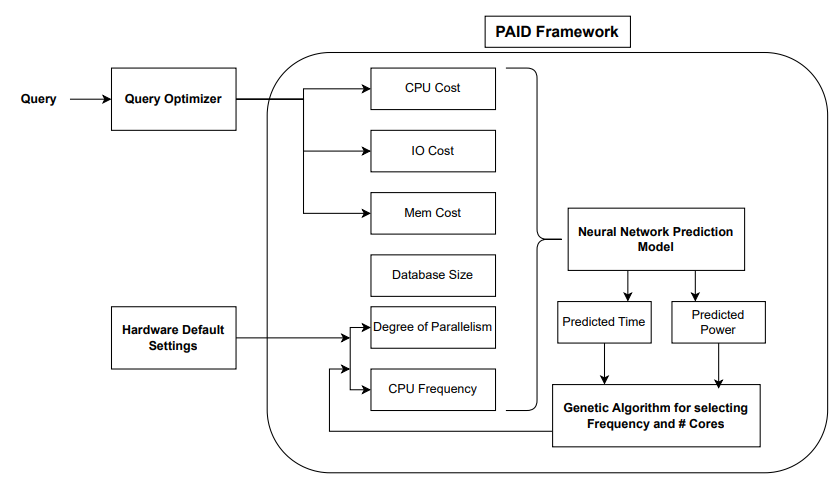 PAID Framework
Query
Query Optimizer
CPU Cost
IO Cost
Mem Cost
Database Size
Hardware Default
Settings
Degree of Parallelism
CPU Frequency
Neural Network Prediction
Model
Predicted Time
Predicted
Power
Genetic Algorithm for selecting
Frequency and # Cores